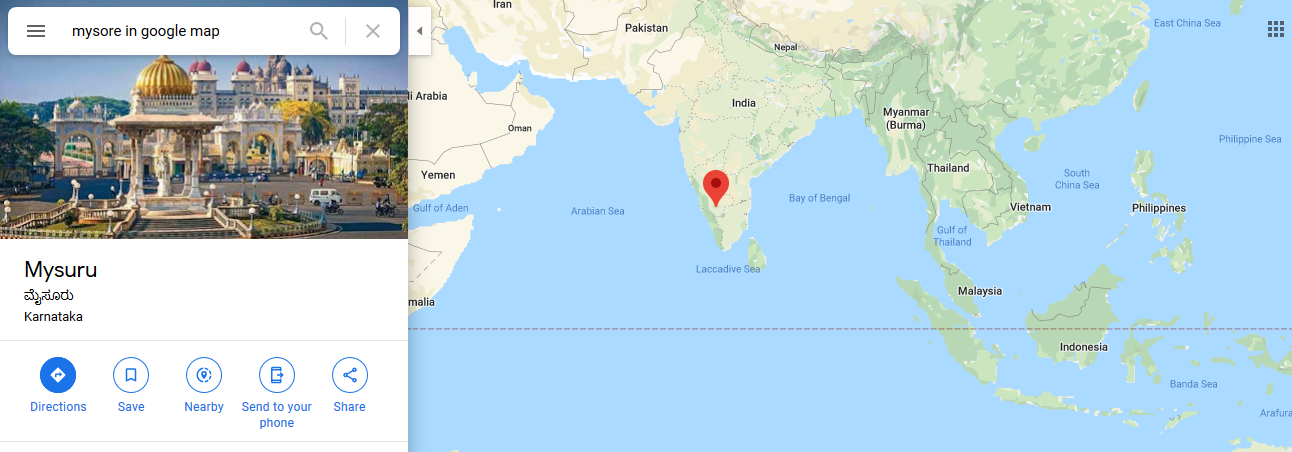 mysore in google map
Mysuru
ಮೈಸೂರು
Karnataka
Directions
Save
Nearby
Send to your
phone
Share
Iran
Pakistan
Nepal
East China Sea
India
Myanmar
(Burma)
di Arabia
Oman
Philippine Sea
Yemen
Thailand
South
China Sea
Gulf of Aden
Arabian Sea
Bay of Bengal
Vietnam
Philippines
Gulf of
Thailand
Laccadive Sea
Malaysia
malia
Indonesia
Banda Sea
Arafura